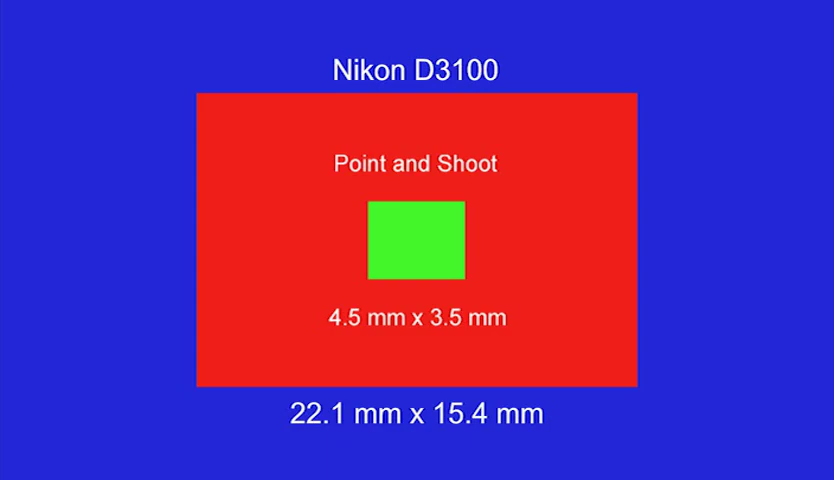 Nikon D3100
Point and Shoot
4.5 mm x 3.5 mm
22.1 mm x 15.4 mm